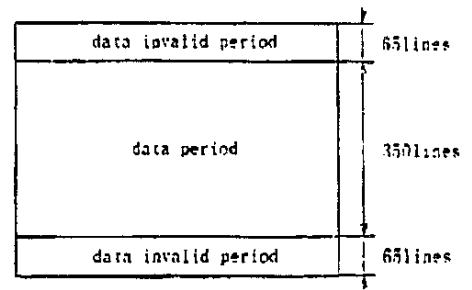 data invalid period
65lines
data period
350lines
data invalid period
65lines